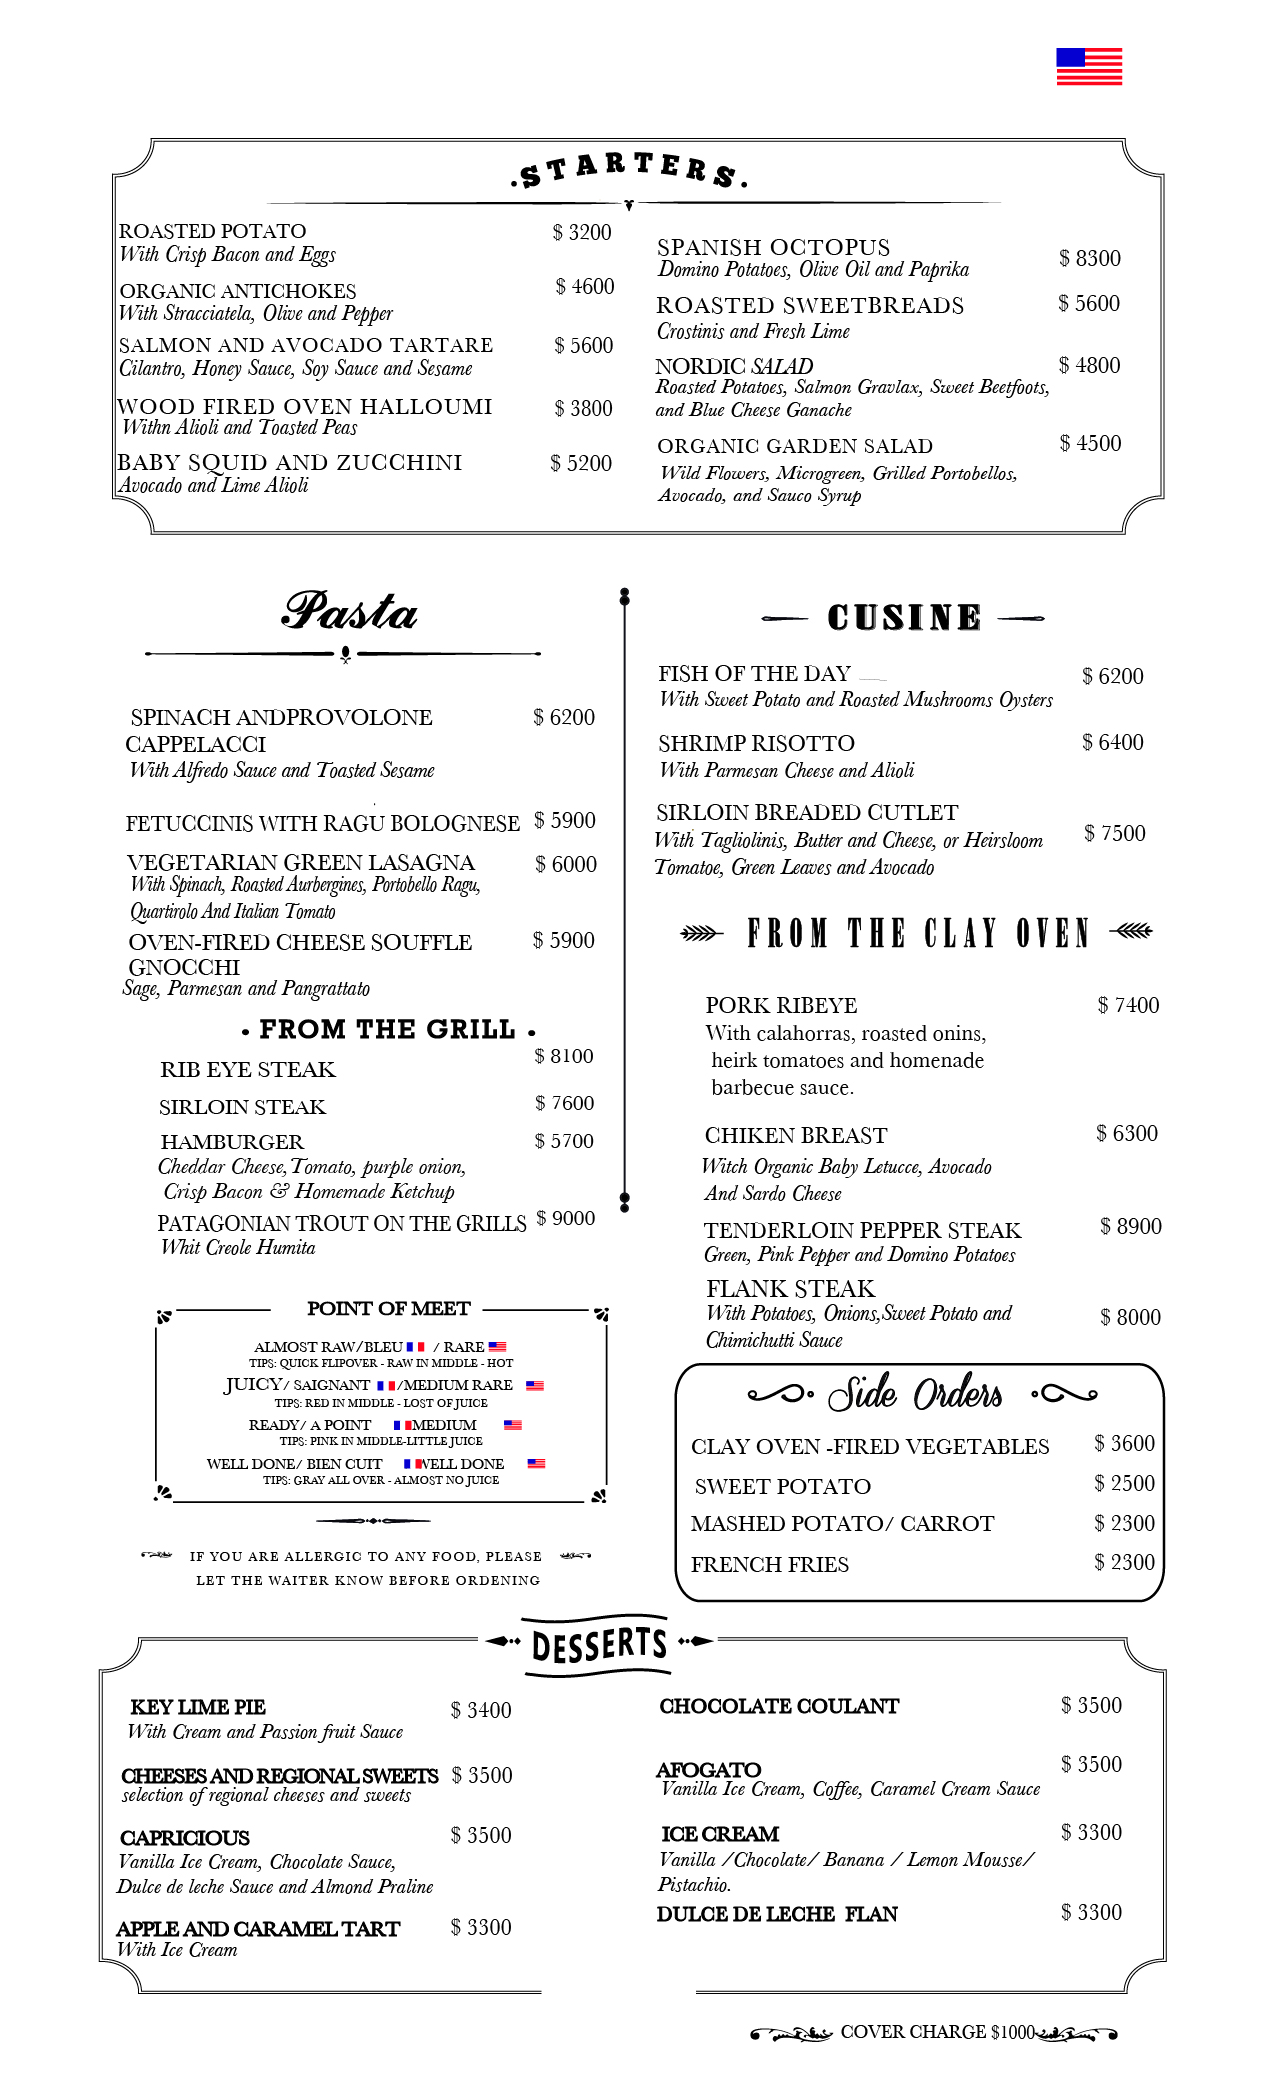 ·STARTERS·
ROASTED POTATO $ 3200
With Crisp Bacon and Eggs
ORGANIC ANTICHOKES $ 4600
With Stracciatela, Olive and Pepper
SALMON AND AVOCADO TARTARE $ 5600
Cilantro, Honey Sauce, Soy Sauce and Sesame
WOOD FIRED OVEN HALLOUMI $ 3800
Withn Alioli and Toasted Peas
BABY SQUID AND ZUCCHINI $ 5200
Avocado and Lime Alioli
SPANISH OCTOPUS $ 8300
Domino Potatoes, Olive Oil and Paprika
ROASTED SWEETBREADS $ 5600
Crostinis and Fresh Lime
NORDIC SALAD $ 4800
Roasted Potatoes, Salmon Gravlax, Sweet Beetfoots,
and Blue Cheese Ganache
ORGANIC GARDEN SALAD $ 4500
Wild Flowers, Microgreen, Grilled Portobellos,
Avocado, and Sauco Syrup
Pasta
SPINACH ANDPROVOLONE $ 6200
CAPPELACCI
With Alfredo Sauce and Toasted Sesame
FETUCCINIS WITH RAGU BOLOGNESE $ 5900
VEGETARIAN GREEN LASAGNA $ 6000
With Spinach, Roasted Aurbergines, Portobello Ragu,
Quartirolo And Italian Tomato
OVEN-FIRED CHEESE SOUFFLE $ 5900
GNOCCHI
Sage, Parmesan and Pangrattato
· FROM THE GRILL ·
RIB EYE STEAK $ 8100
SIRLOIN STEAK $ 7600
HAMBURGER $ 5700
Cheddar Cheese, Tomato, purple onion,
Crisp Bacon & Homemade Ketchup
PATAGONIAN TROUT ON THE GRILLS $ 9000
Whit Creole Humita
POINT OF MEET
ALMOST RAW/BLEU / RARE
TIPS: QUICK FLIPOVER - RAW IN MIDDLE - HOT
JUICY/ SAIGNANT /MEDIUM RARE
TIPS: RED IN MIDDLE - LOST OF JUICE
READY/ A POINT MEDIUM
TIPS: PINK IN MIDDLE-LITTLE JUICE
WELL DONE/ BIEN CUIT WELL DONE
TIPS: GRAY ALL OVER - ALMOST NO JUICE
IF YOU ARE ALLERGIC TO ANY FOOD, PLEASE
LET THE WAITER KNOW BEFORE ORDENING
CUSINE
FISH OF THE DAY $ 6200
With Sweet Potato and Roasted Mushrooms Oysters
SHRIMP RISOTTO $ 6400
With Parmesan Cheese and Alioli
SIRLOIN BREADED CUTLET
With Tagliolinis, Butter and Cheese, or Heirsloom $ 7500
Tomatoe, Green Leaves and Avocado
FROM THE CLAY OVEN
PORK RIBEYE $ 7400
With calahorras, roasted onins,
heirk tomatoes and homenade
barbecue sauce.
CHIKEN BREAST $ 6300
Witch Organic Baby Letucce, Avocado
And Sardo Cheese
TENDERLOIN PEPPER STEAK $ 8900
Green, Pink Pepper and Domino Potatoes
FLANK STEAK
With Potatoes, Onions,Sweet Potato and $ 8000
Chimichutti Sauce
Side Orders
CLAY OVEN -FIRED VEGETABLES $ 3600
SWEET POTATO $ 2500
MASHED POTATO/ CARROT $ 2300
FRENCH FRIES $ 2300
DESSERTS
KEY LIME PIE $ 3400
With Cream and Passion fruit Sauce
CHEESES AND REGIONAL SWEETS $ 3500
selection of regional cheeses and sweets
CAPRICIOUS $ 3500
Vanilla Ice Cream, Chocolate Sauce,
Dulce de leche Sauce and Almond Praline
APPLE AND CARAMEL TART $ 3300
With Ice Cream
CHOCOLATE COULANT $ 3500
AFOGATO $ 3500
Vanilla Ice Cream, Coffee, Caramel Cream Sauce
ICE CREAM $ 3300
Vanilla /Chocolate/ Banana / Lemon Mousse/
Pistachio.
DULCE DE LECHE FLAN $ 3300
COVER CHARGE $1000